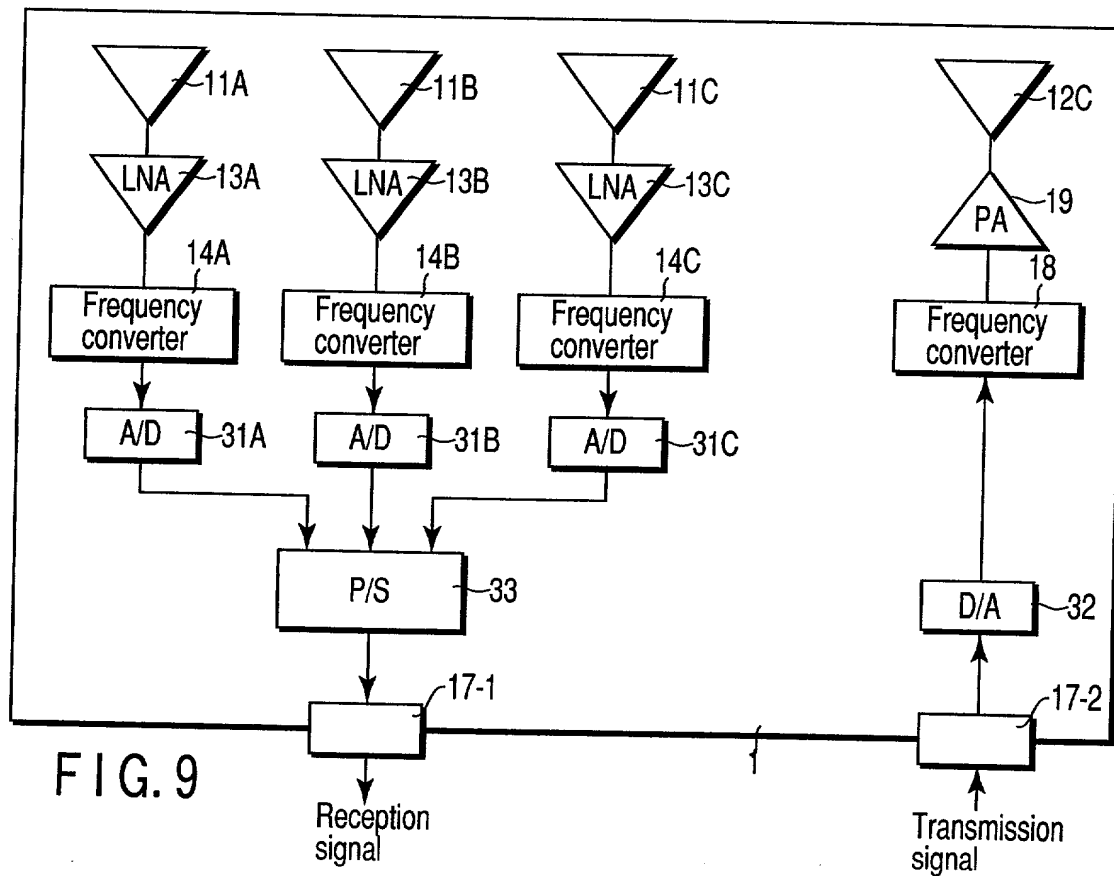 11A
11B
11C
12C
LNA
13A
LNA
13B
LNA
13C
PA
19
14A
14B
14C
18
Frequency
converter
Frequency
converter
Frequency
converter
Frequency
converter
A/D
31A
A/D
31B
A/D
31C
P/S
33
D/A
32
17-1
17-2
1
FIG. 9
Reception
signal
Transmission
signal